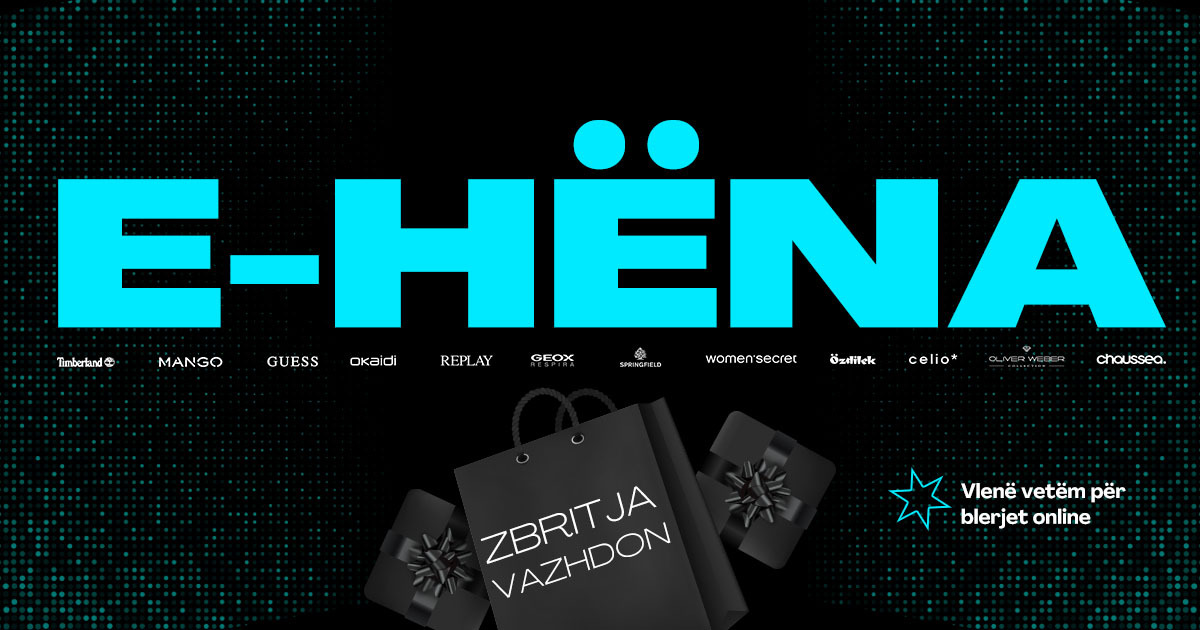 E-HËNA
Timberland MANGO GUESS okaidi REPLAY GEOX RESPIRA SPRINGFIELD women'secret özdilek celio* OLIVER WEBER COLLECTION chaussea.
ZBRITJA
VAZHDON
Vlenë vetëm për
blerjet online